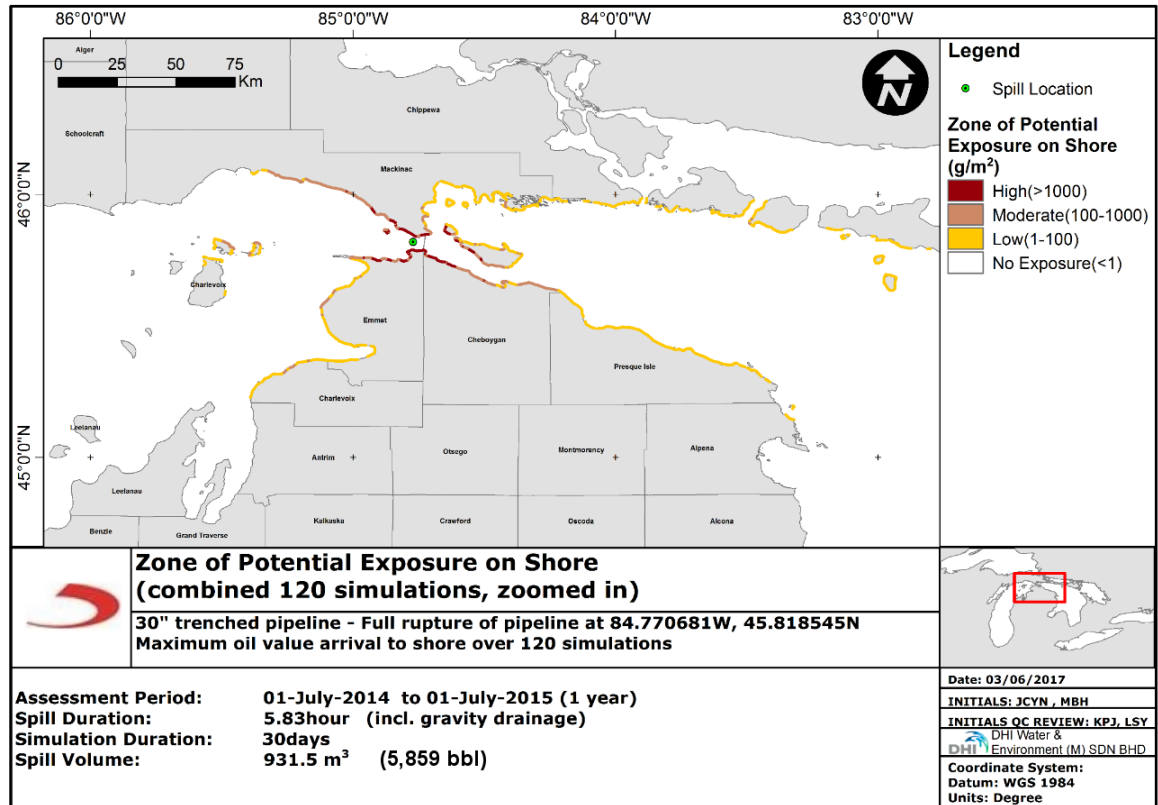 86°0'0"W 85°0'0"W 84°0'0"W 83°0'0"W
46°0'0"N
45°0'0"N
0 25 50 75
Km
Alger
Schoolcraft
Chippewa
Mackinac
Charlevoix
Emmet
Cheboygan
Presque Isle
Charlevoix
Leelanau
Antrim
Otsego
Montmorency
Alpena
Leelanau
Benzie
Grand Traverse
Kalkaska
Crawford
Oscoda
Alcona
N
Legend
Spill Location
Zone of Potential
Exposure on Shore
(g/m²)
High(>1000)
Moderate(100-1000)
Low(1-100)
No Exposure(<1)
Zone of Potential Exposure on Shore
(combined 120 simulations, zoomed in)
30" trenched pipeline - Full rupture of pipeline at 84.770681W, 45.818545N
Maximum oil value arrival to shore over 120 simulations
Assessment Period: 01-July-2014 to 01-July-2015 (1 year)
Spill Duration: 5.83hour (incl. gravity drainage)
Simulation Duration: 30days
Spill Volume: 931.5 m³ (5,859 bbl)
Date: 03/06/2017
INITIALS: JCYN , MBH
INITIALS QC REVIEW: KPJ, LSY
DHI
DHI Water &
Environment (M) SDN BHD
Coordinate System:
Datum: WGS 1984
Units: Degree